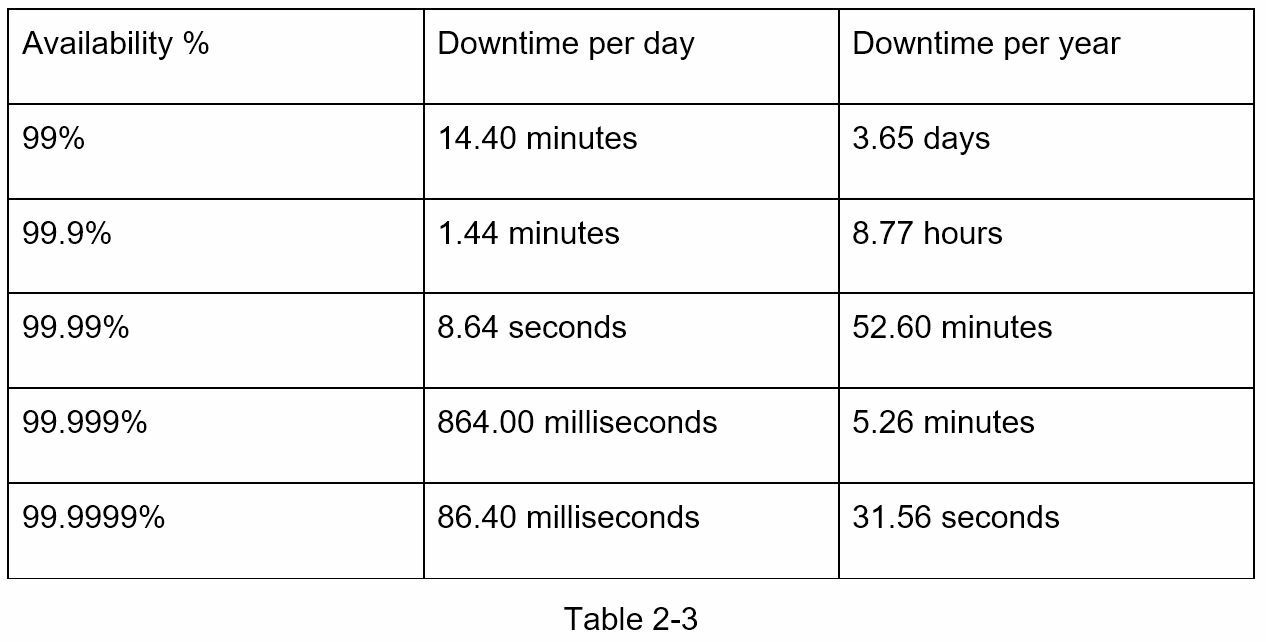 Availability % Downtime per day Downtime per year
99% 14.40 minutes 3.65 days
99.9% 1.44 minutes 8.77 hours
99.99% 8.64 seconds 52.60 minutes
99.999% 864.00 milliseconds 5.26 minutes
99.9999% 86.40 milliseconds 31.56 seconds
Table 2-3